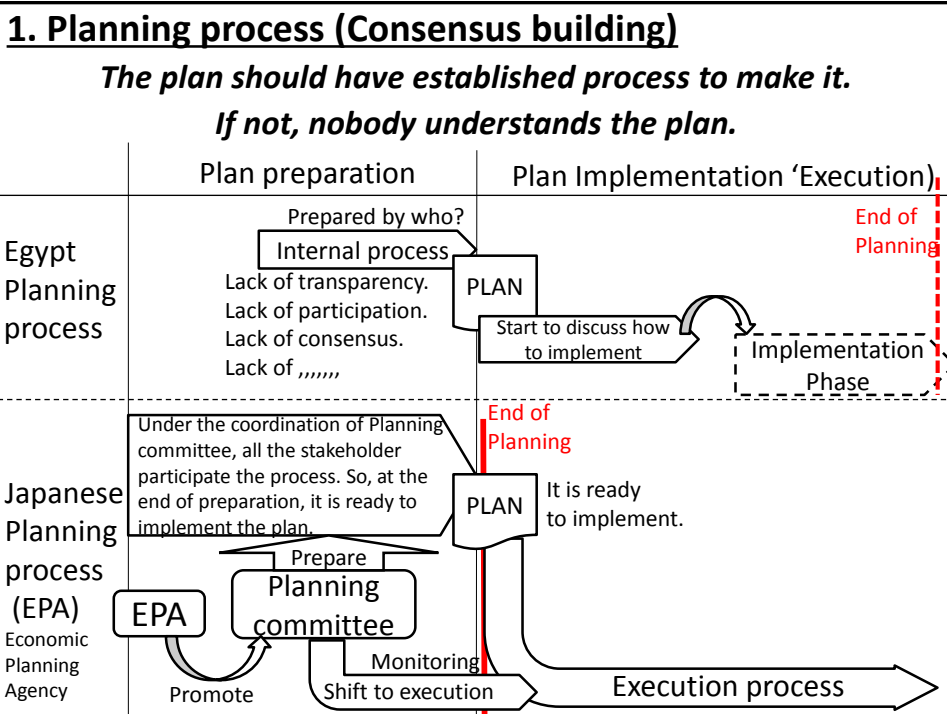 1. Planning process (Consensus building)
The plan should have established process to make it.
If not, nobody understands the plan.
Plan preparation
Plan Implementation ‘Execution)
Egypt
Planning
process
Prepared by who?
Internal process
Lack of transparency.
Lack of participation.
Lack of consensus.
Lack of ,,,,,,,
PLAN
Start to discuss how
to implement
Implementation
Phase
End of
Planning
Japanese
Planning
process
(EPA)
Economic
Planning
Agency
Under the coordination of Planning
committee, all the stakeholder
participate the process. So, at the
end of preparation, it is ready to
implement the plan.
Prepare
Planning
committee
EPA
Promote
Monitoring
Shift to execution
End of
Planning
PLAN
It is ready
to implement.
Execution process